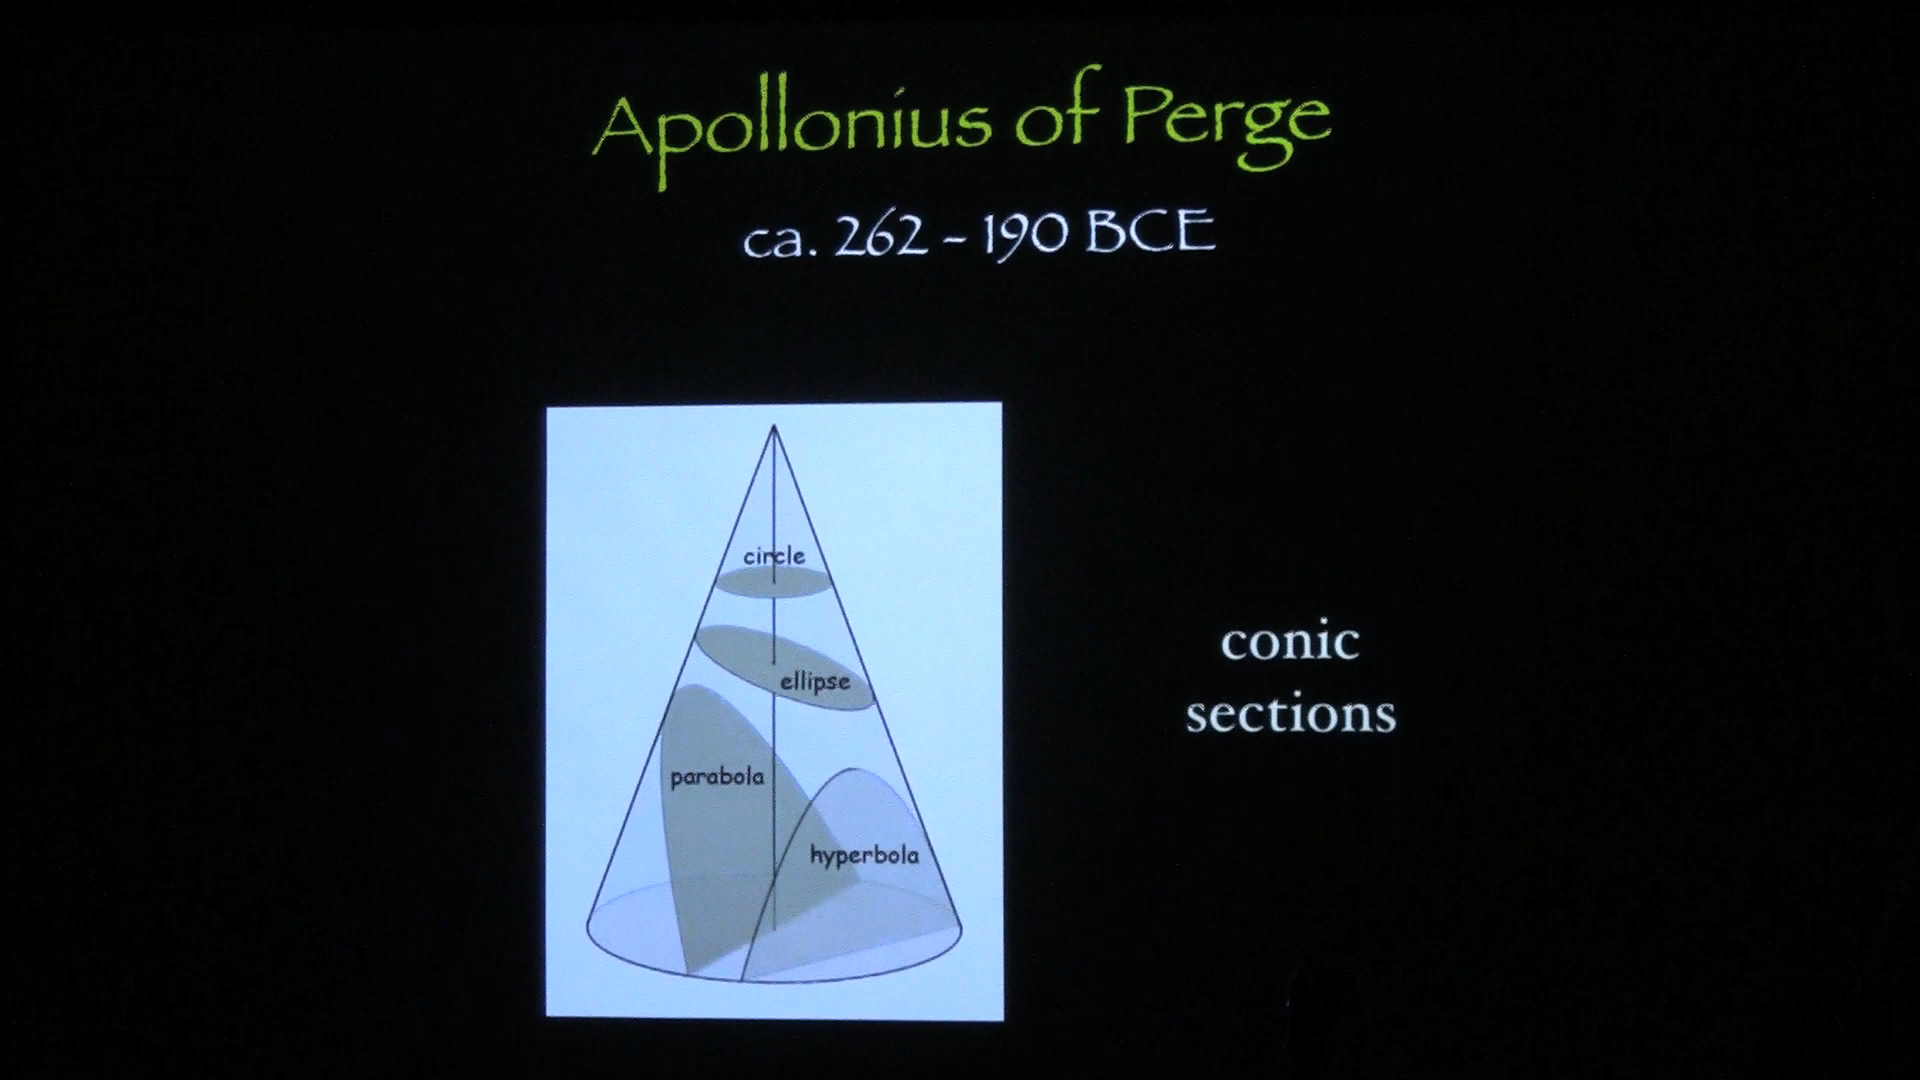 Apollonius of Perge
ca. 262 - 190 BCE
circle
ellipse
parabola
hyperbola
conic
sections